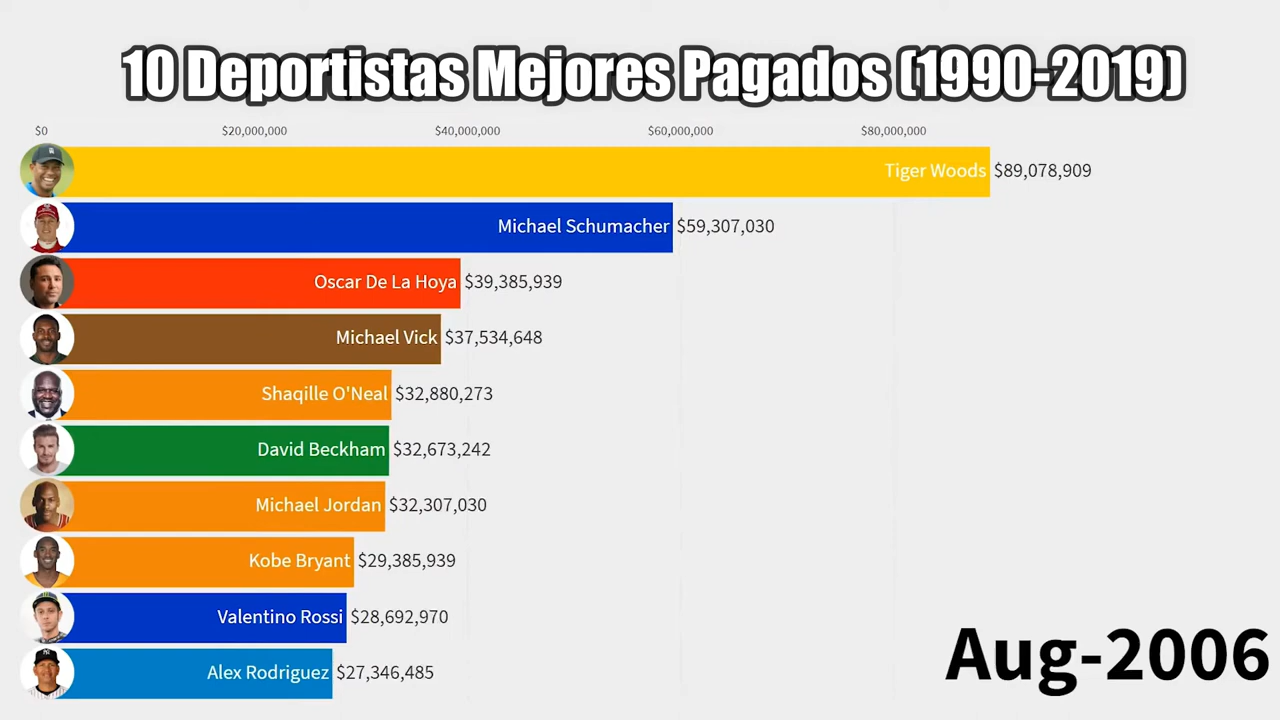 10 Deportistas Mejores Pagados (1990-2019)
$0 $20,000,000 $40,000,000 $60,000,000 $80,000,000
Tiger Woods $89,078,909
Michael Schumacher $59,307,030
Oscar De La Hoya $39,385,939
Michael Vick $37,534,648
Shaqille O'Neal $32,880,273
David Beckham $32,673,242
Michael Jordan $32,307,030
Kobe Bryant $29,385,939
Valentino Rossi $28,692,970
Alex Rodriguez $27,346,485
Aug-2006